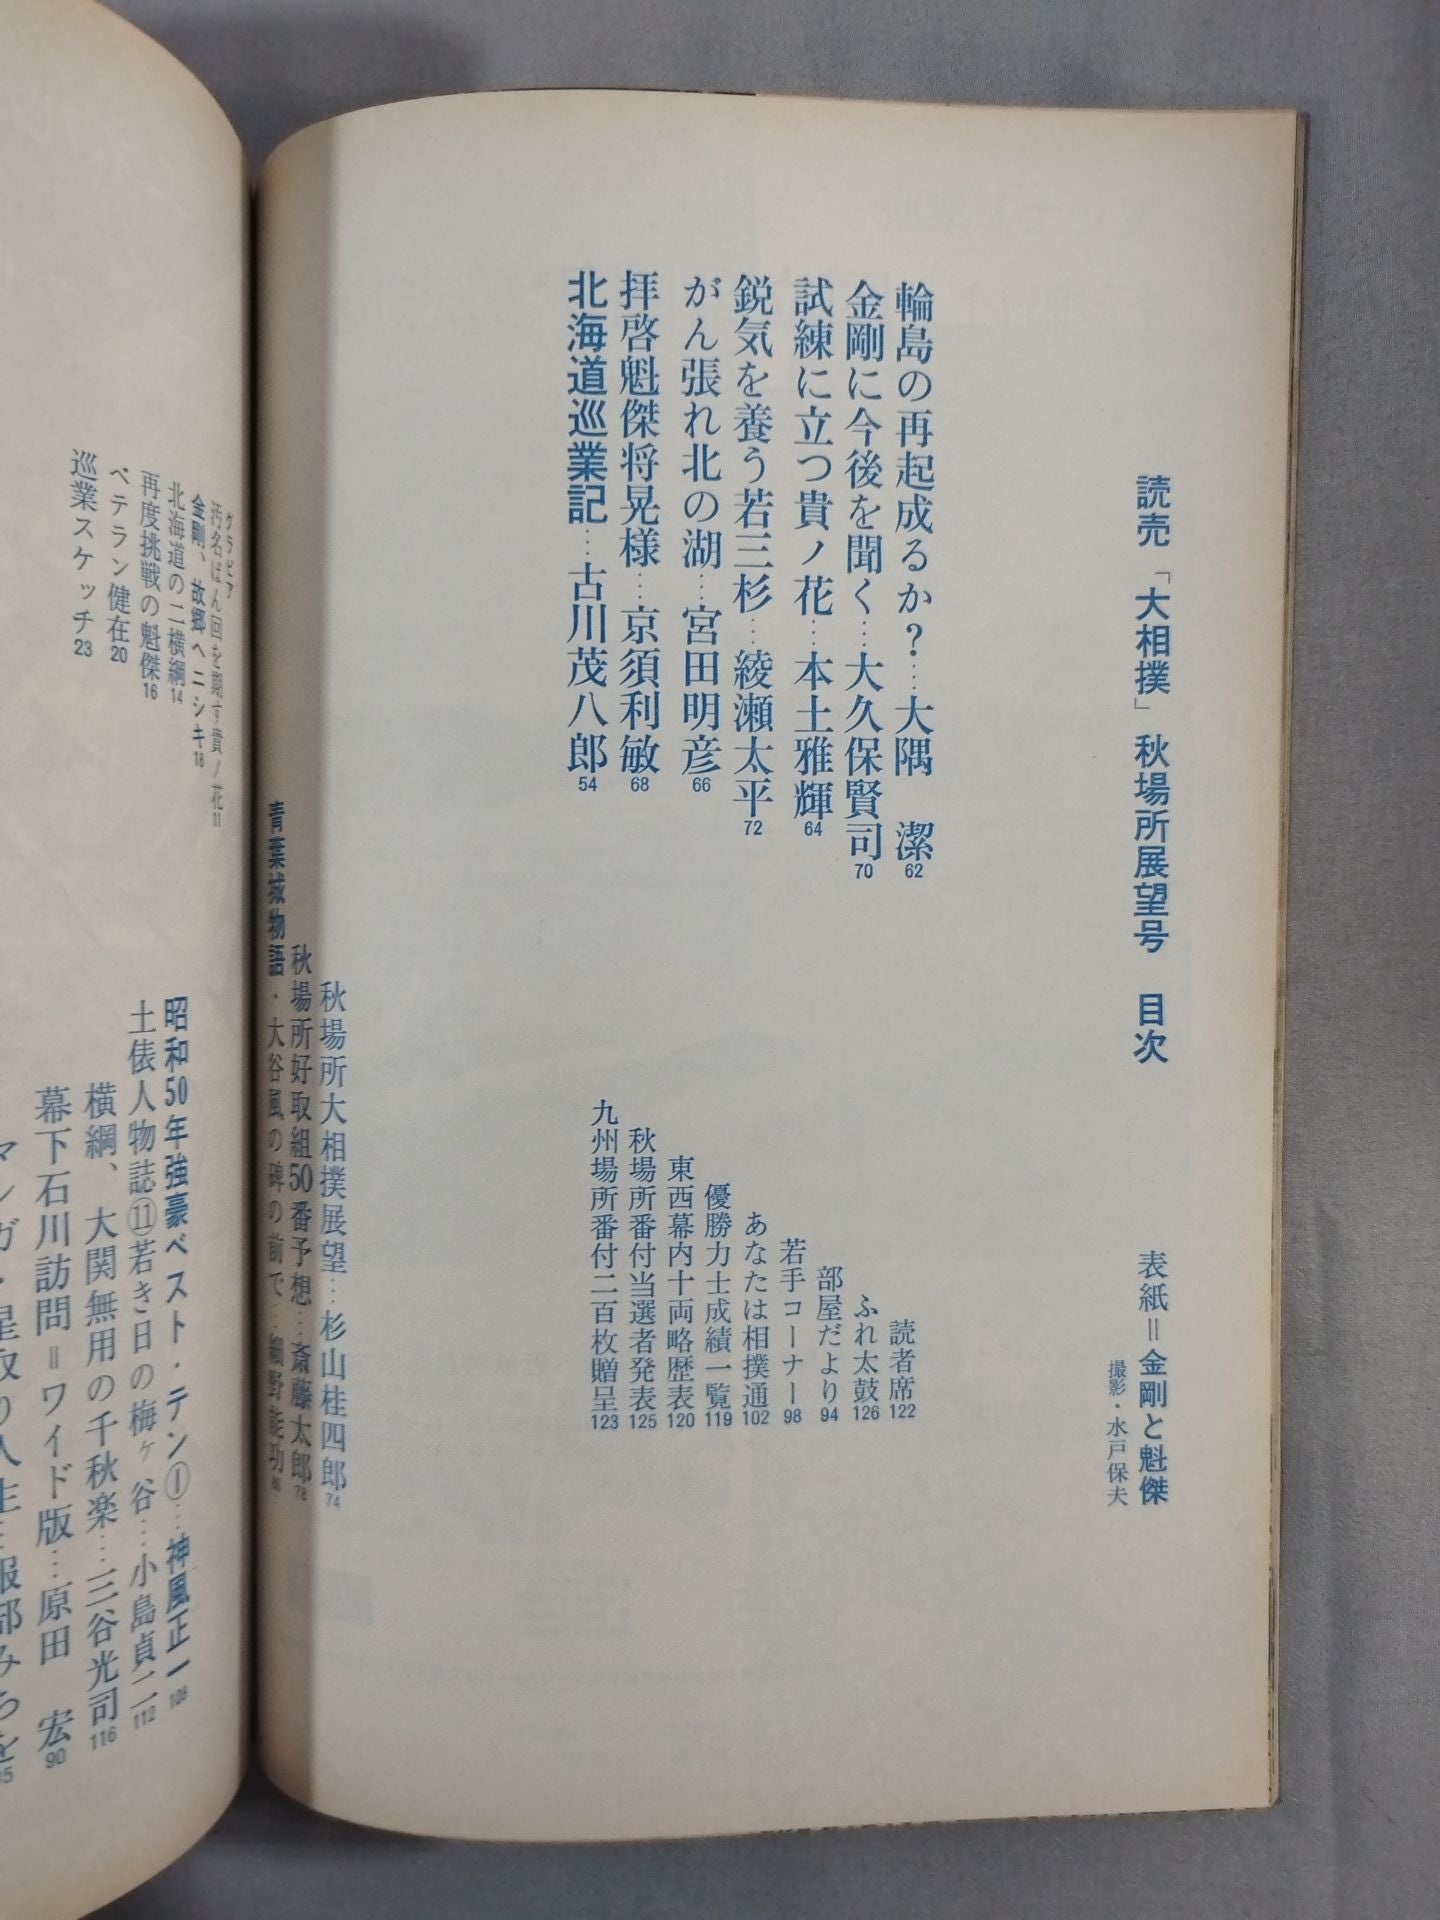 読売「大相撲」秋場所展望号　目次
表紙＝金剛と魁傑
撮影・水戸保夫
輪島の再起成るか？…大隅　潔62
金剛に今後を聞く…大久保賢司70
試練に立つ貴ノ花…本土雅輝64
鋭気を養う若三杉…綾瀬太平72
がん張れ北の湖…宮田明彦66
拝啓魁傑将晃様…京須利敏68
北海道巡業記…古川茂八郎54
読者席122
ふれ太鼓126
部屋だより94
若手コーナー98
あなたは相撲通102
優勝力士成績一覧119
東西幕内十両略歴表120
秋場所番付当選者発表125
九州場所番付二百枚贈呈123
秋場所大相撲展望…杉山桂四郎74
秋場所好取組50番予想…斎藤太郎78
青葉城物語・大谷風の碑の前で…細野能功86
グラビア
汚名ばん回を期す貴ノ花11
金剛、故郷へニシキ18
北海道の二横綱14
再度挑戦の魁傑16
ベテラン健在20
巡業スケッチ23
昭和50年強豪ベスト・テン①…神風正一108
土俵人物誌⑪若き日の梅ヶ谷…小島貞二112
横綱、大関無用の千秋楽…三谷光司116
幕下石川訪問＝ワイド版…原田　宏90
マンガ・星取り人生…服部みちを